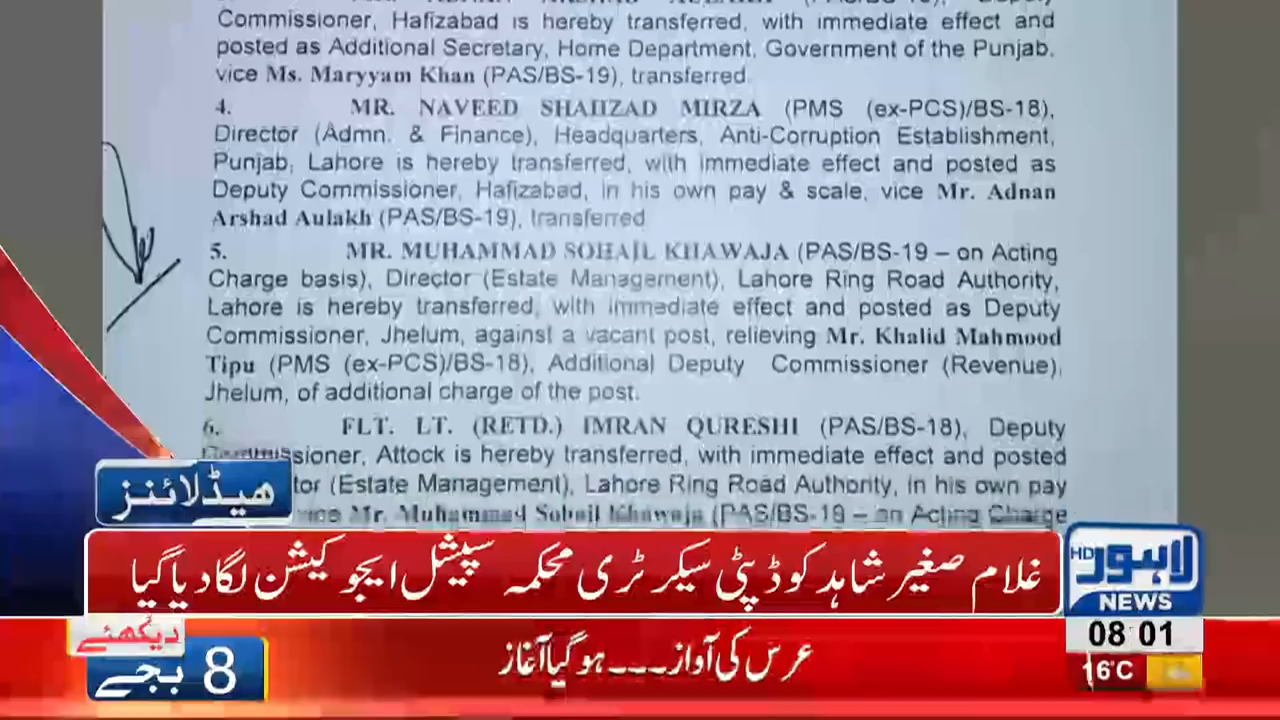 Commissioner, Hafizabad is hereby transferred, with immediate effect and
posted as Additional Secretary, Home Department, Government of the Punjab,
vice Ms. Maryyam Khan (PAS/BS-19), transferred.
4. MR. NAVEED SHAHZAD MIRZA (PMS (ex-PCS)/BS-18),
Director (Admn. & Finance), Headquarters, Anti-Corruption Establishment,
Punjab, Lahore is hereby transferred, with immediate effect and posted as
Deputy Commissioner, Hafizabad, in his own pay & scale, vice Mr. Adnan
Arshad Aulakh (PAS/BS-19), transferred
5. MR. MUHAMMAD SOHAIL KHAWAJA (PAS/BS-19 – on Acting
Charge basis), Director (Estate Management), Lahore Ring Road Authority,
Lahore is hereby transferred, with immediate effect and posted as Deputy
Commissioner, Jhelum, against a vacant post, relieving Mr. Khalid Mahmood
Tipu (PMS (ex-PCS)/BS-18), Additional Deputy Commissioner (Revenue),
Jhelum, of additional charge of the post.
6. FLT. LT. (RETD.) IMRAN QURESHI (PAS/BS-18), Deputy
Commissioner, Attock is hereby transferred, with immediate effect and posted
(Estate Management), Lahore Ring Road Authority, in his own pay
vice Mr. Muhammad Sohail Khawaja (PAS/BS-19 – on Acting Charge
ہیڈلائنز
غلام صغیر شاہد کو ڈپٹی سیکرٹری محکمہ سپیشل ایجوکیشن لگا دیا گیا
لاہور HD
NEWS
08 01
16°C
دیکھئے
8 بجے
عرس کی آواز ۔۔۔ ہو گیا آغاز